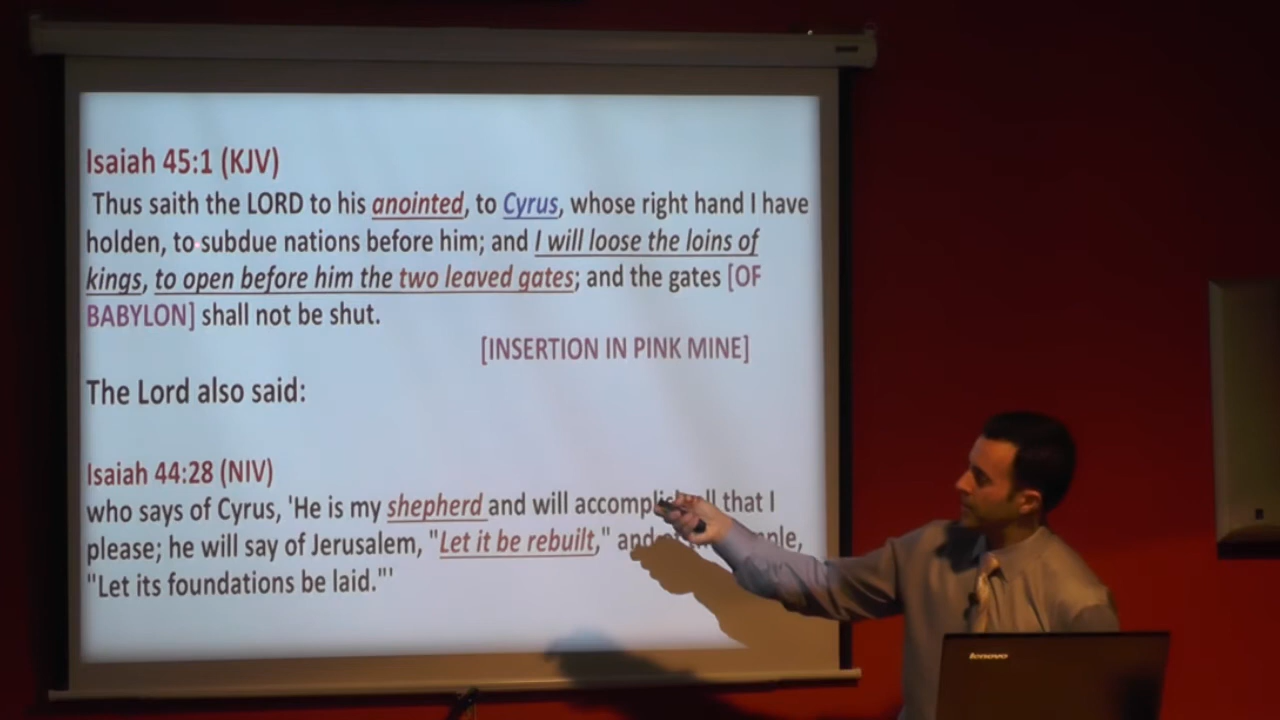 Isaiah 45:1 (KJV)
Thus saith the LORD to his anointed, to Cyrus, whose right hand I have
holden, to subdue nations before him; and I will loose the loins of
kings, to open before him the two leaved gates; and the gates [OF
BABYLON] shall not be shut.
[INSERTION IN PINK MINE]
The Lord also said:
Isaiah 44:28 (NIV)
who says of Cyrus, 'He is my shepherd and will accomplish all that I
please; he will say of Jerusalem, "Let it be rebuilt," and
"Let its foundations be laid."'
lenovo